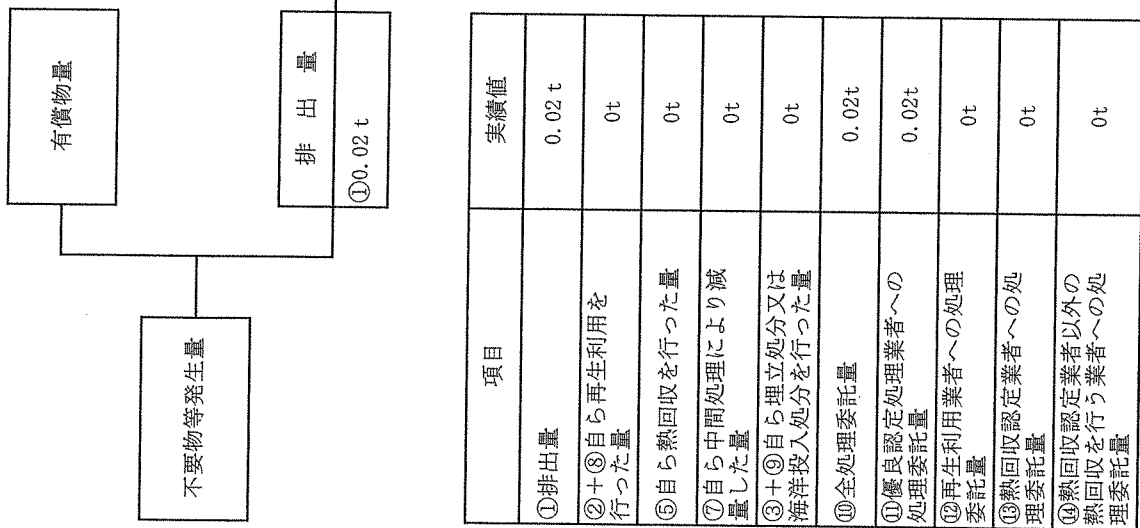 不要物等発生量
有償物量
排出量
①0.02 t
項目
実績値
①排出量
0.02 t
②+⑧自ら再生利用を
行った量
0t
⑤自ら熱回収を行った量
0t
⑦自ら中間処理により減
量した量
0t
③+⑨自ら埋立処分又は
海洋投入処分を行った量
0t
⑩全処理委託量
0.02t
⑪優良認定処理業者への
処理委託量
0.02t
⑫再生利用業者への処理
委託量
0t
⑬熱回収認定業者への処
理委託量
0t
⑭熱回収認定業者以外の
熱回収を行う業者への処
理委託量
0t